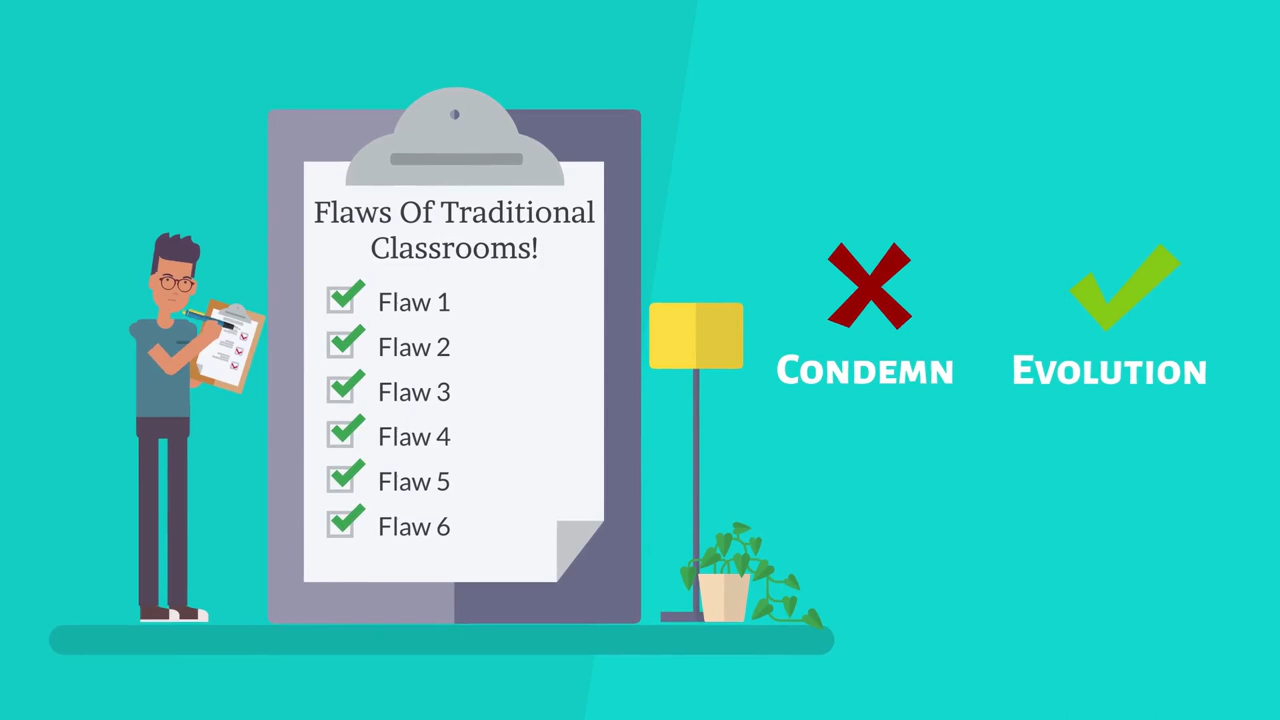 Flaws Of Traditional
Classrooms!
Flaw 1
Flaw 2
Flaw 3
Flaw 4
Flaw 5
Flaw 6
Condemn
Evolution